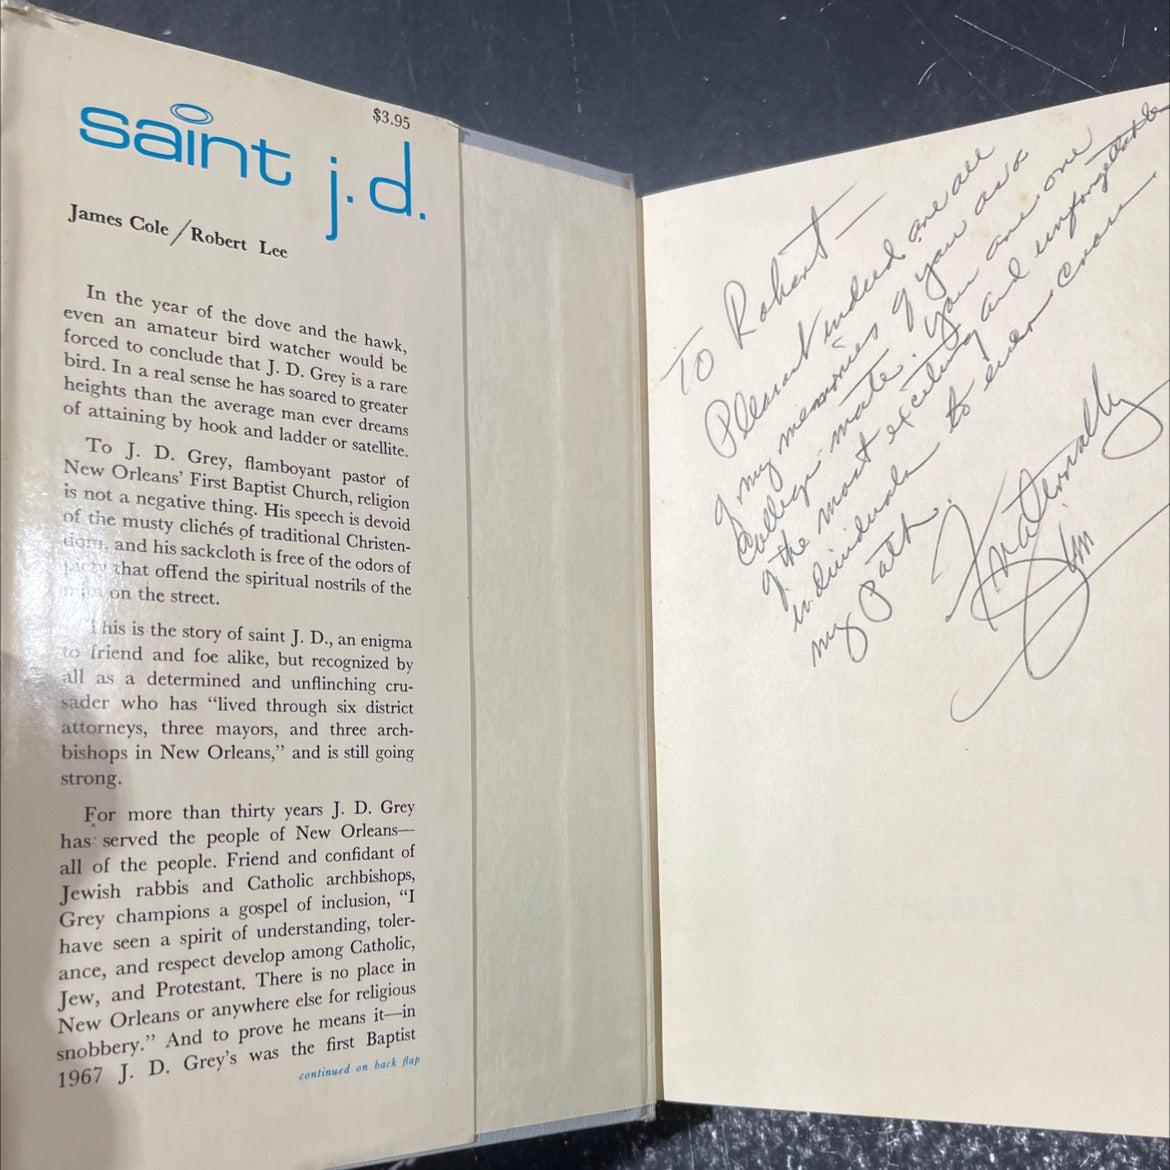 $3.95
saint j.d.
James Cole/Robert Lee
In the year of the dove and the hawk,
even an amateur bird watcher would be
forced to conclude that J. D. Grey is a rare
bird. In a real sense he has soared to greater
heights than the average man ever dreams
of attaining by hook and ladder or satellite.
To J. D. Grey, flamboyant pastor of
New Orleans' First Baptist Church, religion
is not a negative thing. His speech is devoid
of the musty clichés of traditional Christen-
dom, and his sackcloth is free of the odors of
piety that offend the spiritual nostrils of the
man on the street.
This is the story of saint J. D., an enigma
to friend and foe alike, but recognized by
all as a determined and unflinching cru-
sader who has "lived through six district
attorneys, three mayors, and three arch-
bishops in New Orleans," and is still going
strong.
For more than thirty years J. D. Grey
has served the people of New Orleans—
all of the people. Friend and confidant of
Jewish rabbis and Catholic archbishops,
Grey champions a gospel of inclusion, "I
have seen a spirit of understanding, toler-
ance, and respect develop among Catholic,
Jew, and Protestant. There is no place in
New Orleans or anywhere else for religious
snobbery." And to prove he means it—in
1967 J. D. Grey's was the first Baptist
continued on back flap
To Robert—
Pleasant indeed are all
of my memories of you as a
College-mate. You are one
of the most exciting and unforgettable
individuals to ever cross
my path.
Fraternally
Jim